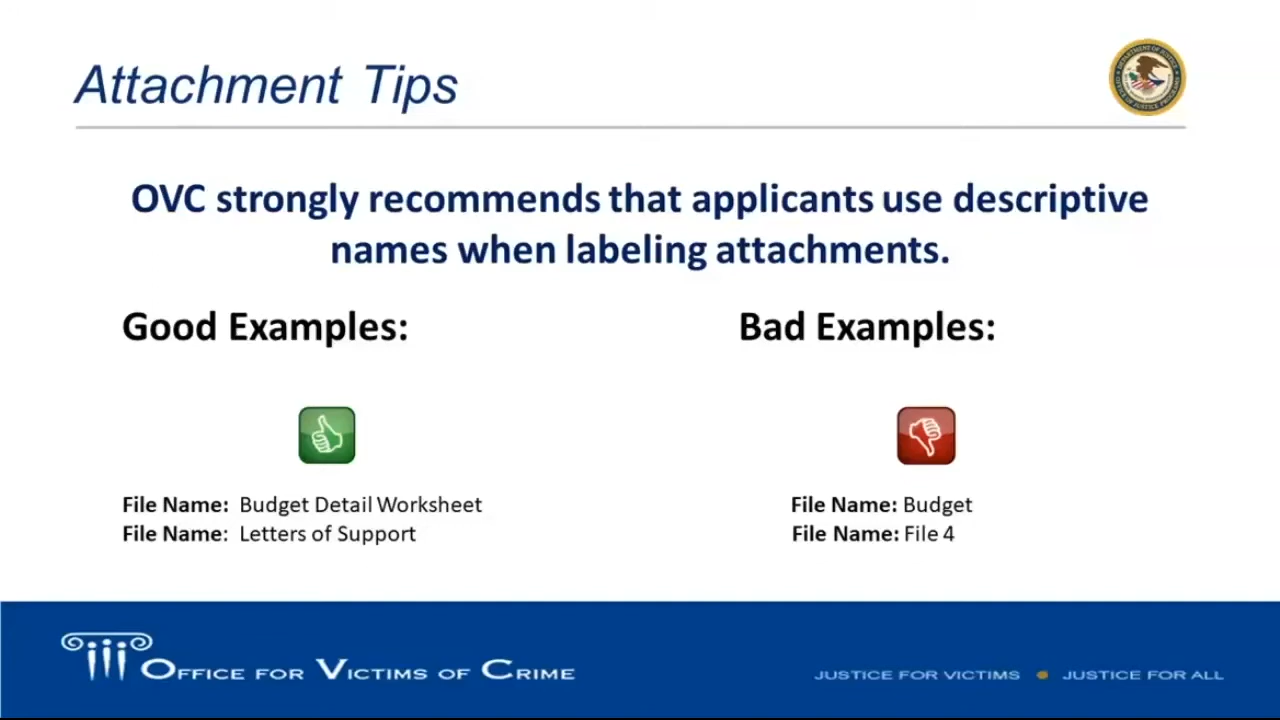 Attachment Tips
OVC strongly recommends that applicants use descriptive
names when labeling attachments.
Good Examples:
Bad Examples:
File Name: Budget Detail Worksheet
File Name: Letters of Support
File Name: Budget
File Name: File 4
OFFICE FOR VICTIMS OF CRIME
JUSTICE FOR VICTIMS • JUSTICE FOR ALL